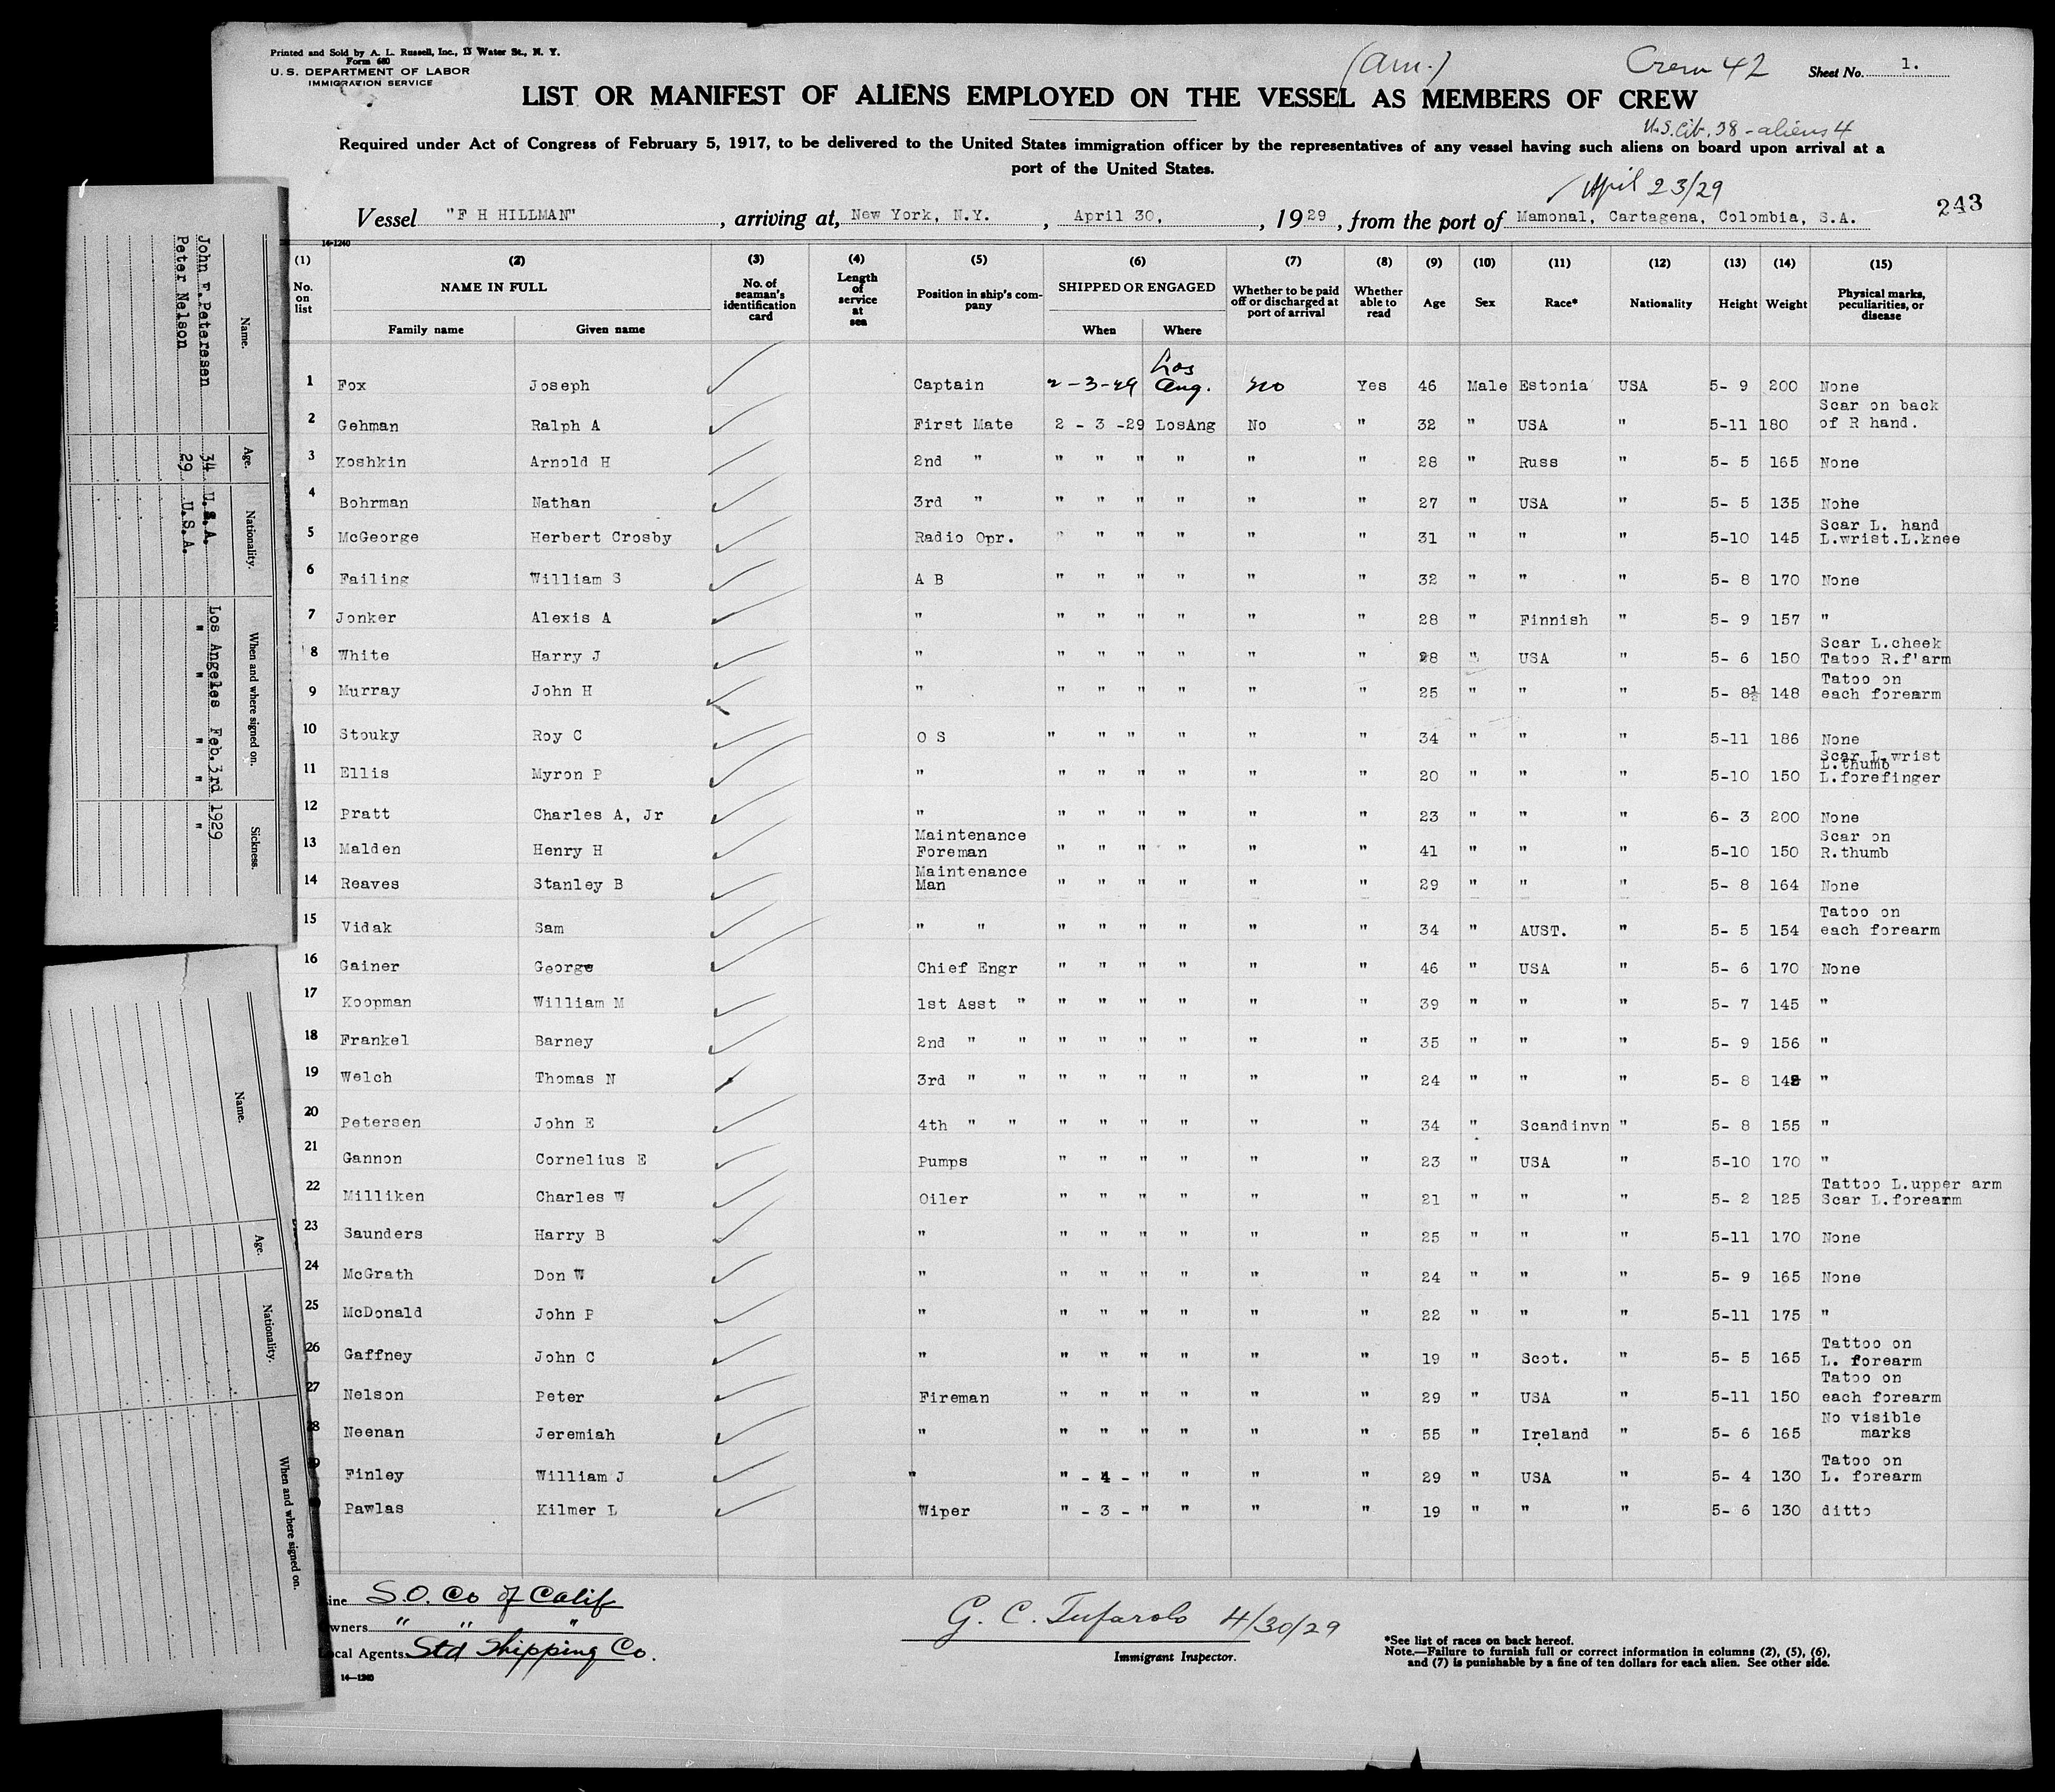 Printed and Sold by A. L. Russell, Inc., 13 Water St., N. Y.
Form 680
U. S. DEPARTMENT OF LABOR
IMMIGRATION SERVICE
(Am.)
Crew 42
Sheet No. 1.
LIST OR MANIFEST OF ALIENS EMPLOYED ON THE VESSEL AS MEMBERS OF CREW
U.S. Cit. 38 - aliens 4
Required under Act of Congress of February 5, 1917, to be delivered to the United States immigration officer by the representatives of any vessel having such aliens on board upon arrival at a
port of the United States.
April 23/29
Vessel "F H HILLMAN", arriving at, New York, N.Y., April 30, 1929, from the port of Mamonal, Cartagena, Colombia, S.A.
243
14-1240
(1) No. on list (2) NAME IN FULL Family name Given name (3) No. of seaman's identification card (4) Length of service at sea (5) Position in ship's company (6) SHIPPED OR ENGAGED When Where (7) Whether to be paid off or discharged at port of arrival (8) Whether able to read (9) Age (10) Sex (11) Race* (12) Nationality (13) Height (14) Weight (15) Physical marks, peculiarities, or disease
1 Fox Joseph Captain 2-3-29 Los Ang. No Yes 46 Male Estonia USA 5- 9 200 None
2 Gehman Ralph A First Mate 2 - 3 -29 LosAng No " 32 " USA " 5-11 180 Scar on back of R hand.
3 Koshkin Arnold H 2nd " " " " " " " 28 " Russ " 5- 5 165 None
4 Bohrman Nathan 3rd " " " " " " " 27 " USA " 5- 5 135 None
5 McGeorge Herbert Crosby Radio Opr. " " " " " " 31 " " " 5-10 145 Scar L. hand L.wrist.L.knee
6 Failing William S A B " " " " " " 32 " " " 5- 8 170 None
7 Jonker Alexis A " " " " " " " 28 " Finnish " 5- 9 157 "
8 White Harry J " " " " " " " 28 " USA " 5- 6 150 Scar L.cheek Tatoo R.f'arm
9 Murray John H " " " " " " " 25 " " " 5- 8½ 148 Tatoo on each forearm
10 Stouky Roy C O S " " " " " " 34 " " " 5-11 186 None
11 Ellis Myron P " " " " " " " 20 " " " 5-10 150 Scar L.wrist L.thumb L.forefinger
12 Pratt Charles A, Jr " " " " " " " 23 " " " 6- 3 200 None
13 Malden Henry H Maintenance Foreman " " " " " " 41 " " " 5-10 150 Scar on R.thumb
14 Reaves Stanley B Maintenance Man " " " " " " 29 " " " 5- 8 164 None
15 Vidak Sam " " " " " " " " 34 " AUST. " 5- 5 154 Tatoo on each forearm
16 Gainer George Chief Engr " " " " " " 46 " USA " 5- 6 170 None
17 Koopman William M 1st Asst " " " " " " " 39 " " " 5- 7 145 "
18 Frankel Barney 2nd " " " " " " " " 35 " " " 5- 9 156 "
19 Welch Thomas N 3rd " " " " " " " " 24 " " " 5- 8 148 "
20 Petersen John E 4th " " " " " " " " 34 " Scandinvn " 5- 8 155 "
21 Gannon Cornelius E Pumps " " " " " " 23 " USA " 5-10 170 "
22 Milliken Charles W Oiler " " " " " " 21 " " " 5- 2 125 Tattoo L.upper arm Scar L.forearm
23 Saunders Harry B " " " " " " " 25 " " " 5-11 170 None
24 McGrath Don W " " " " " " " 24 " " " 5- 9 165 None
25 McDonald John P " " " " " " " 22 " " " 5-11 175 "
26 Gaffney John C " " " " " " " 19 " Scot. " 5- 5 165 Tattoo on L. forearm
27 Nelson Peter Fireman " " " " " " 29 " USA " 5-11 150 Tatoo on each forearm
28 Neenan Jeremiah " " " " " " " 55 " Ireland " 5- 6 165 No visible marks
9 Finley William J " " - 4 - " " " " 29 " USA " 5- 4 130 Tatoo on L. forearm
Pawlas Kilmer L Wiper " - 3 - " " " " 19 " " " 5- 6 130 ditto
ine S.O. Co of Calif
wners " " "
cal Agents Std Shipping Co.
14-1240
G. C. Tufarolo 4/30/29
Immigrant Inspector.
*See list of races on back hereof.
Note.—Failure to furnish full or correct information in columns (2), (5), (6),
and (7) is punishable by a fine of ten dollars for each alien. See other side.
Name. Age. Nationality. When and where signed on. Sickness.
John F. Peteresen 34 U.S.A. Los Angeles Feb. 3rd 1929
Peter Nelson 29 U.S.A. " " " " "
Name. Age. Nationality. When and where signed on.